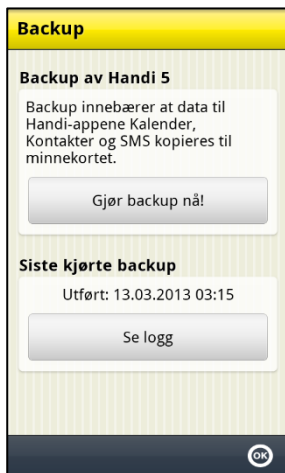 Backup
Backup av Handi 5
Backup innebærer at data til
Handi-appene Kalender,
Kontakter og SMS kopieres til
minnekortet.
Gjør backup nå!
Siste kjørte backup
Utført: 13.03.2013 03:15
Se logg
OK